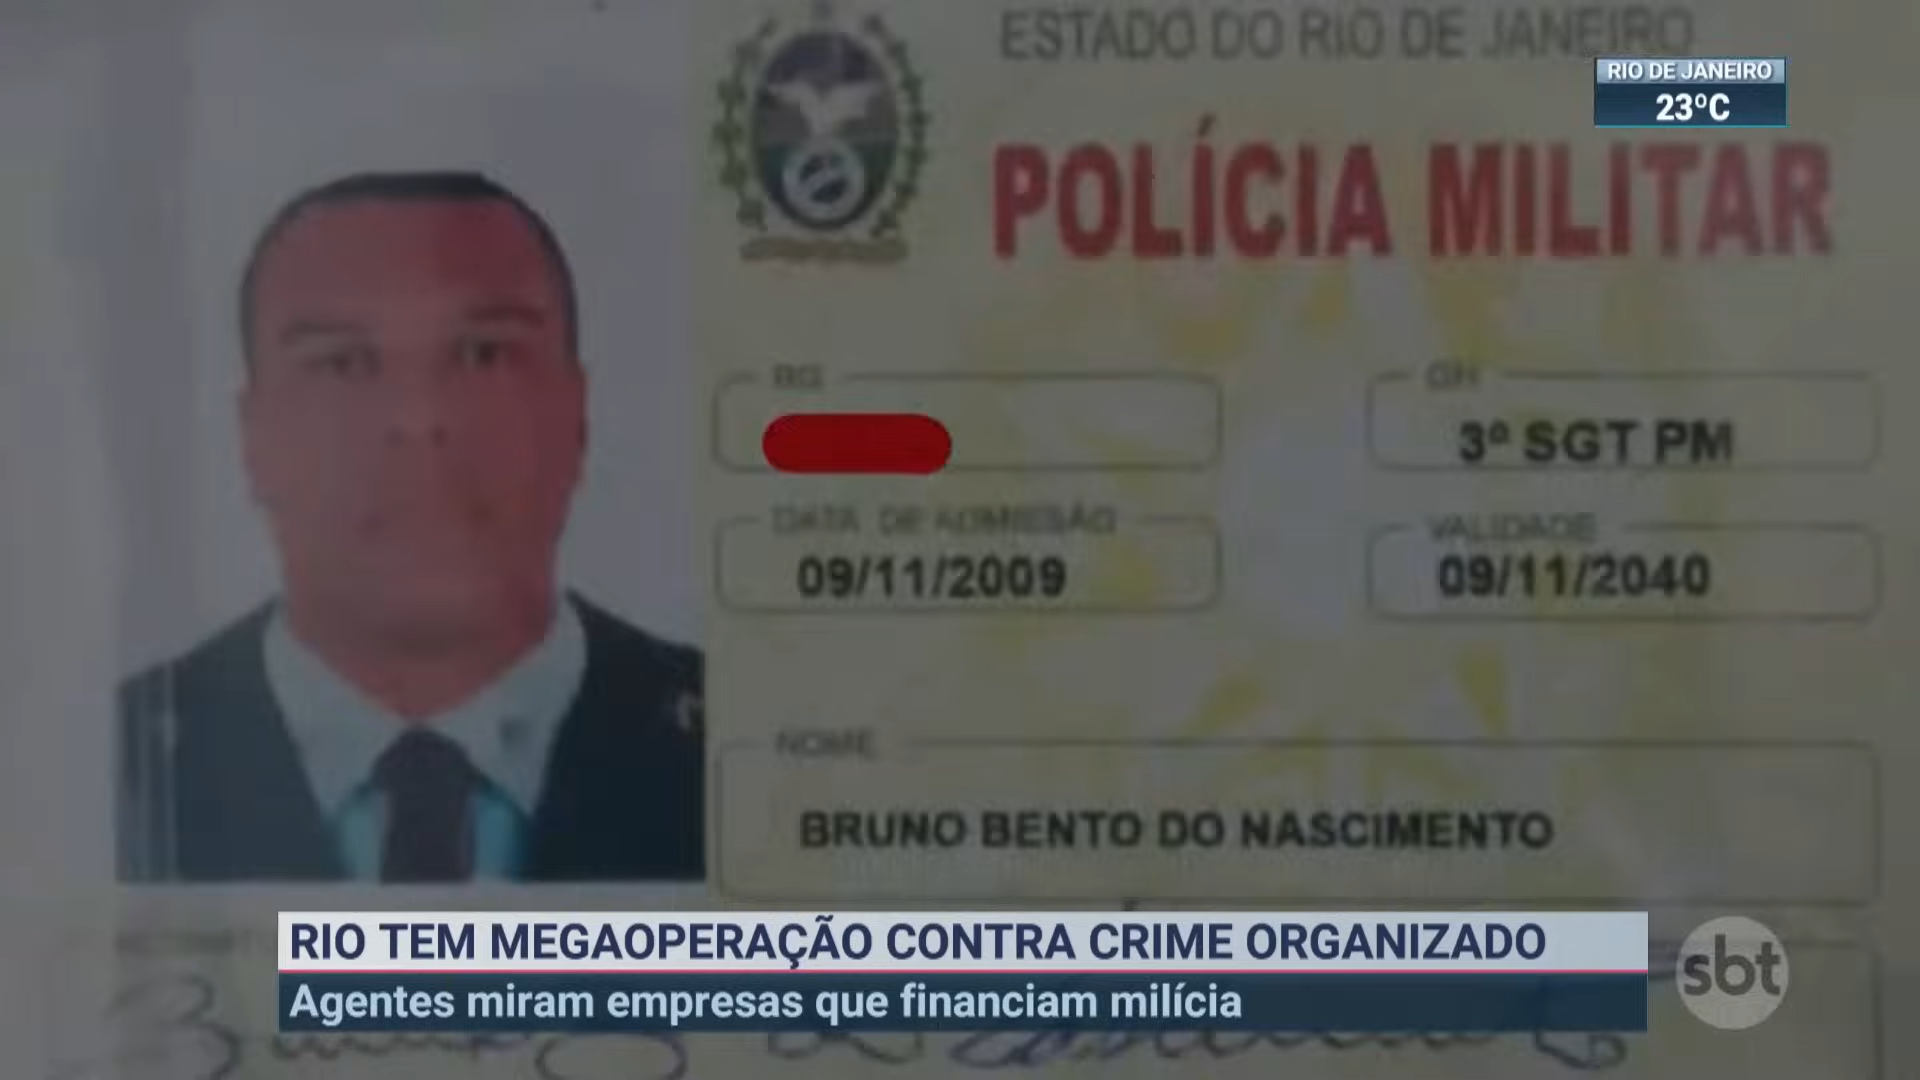 ESTADO DO RIO DE JANEIRO
RIO DE JANEIRO
23ºC
POLÍCIA MILITAR
RG
GH
3º SGT PM
DATA DE ADMISSÃO
VALIDADE
09/11/2009
09/11/2040
NOME
BRUNO BENTO DO NASCIMENTO
RIO TEM MEGAOPERAÇÃO CONTRA CRIME ORGANIZADO
sbt
Agentes miram empresas que financiam milícia